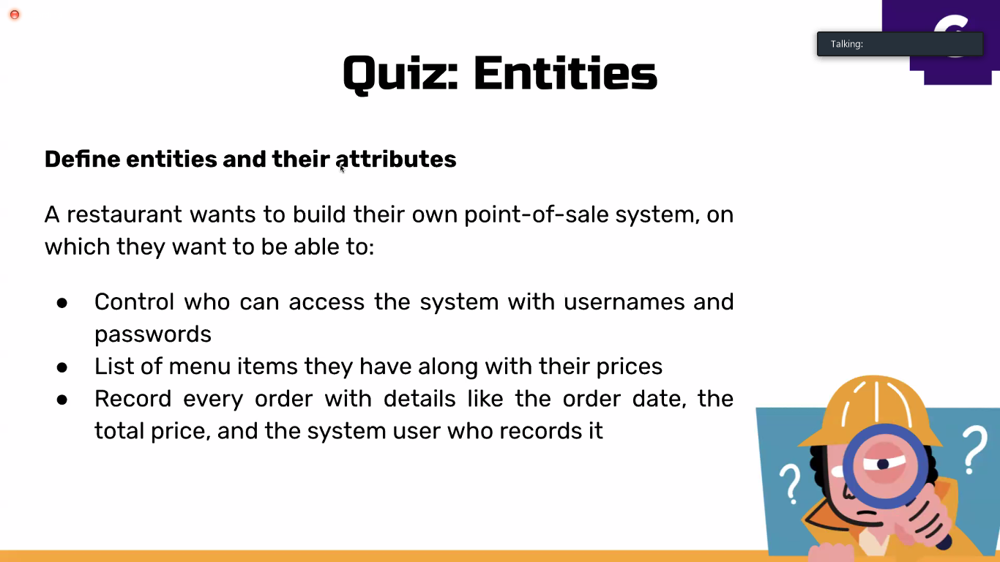 Talking:
Quiz: Entities
Define entities and their attributes
A restaurant wants to build their own point-of-sale system, on
which they want to be able to:
● Control who can access the system with usernames and
passwords
● List of menu items they have along with their prices
● Record every order with details like the order date, the
total price, and the system user who records it
? ?